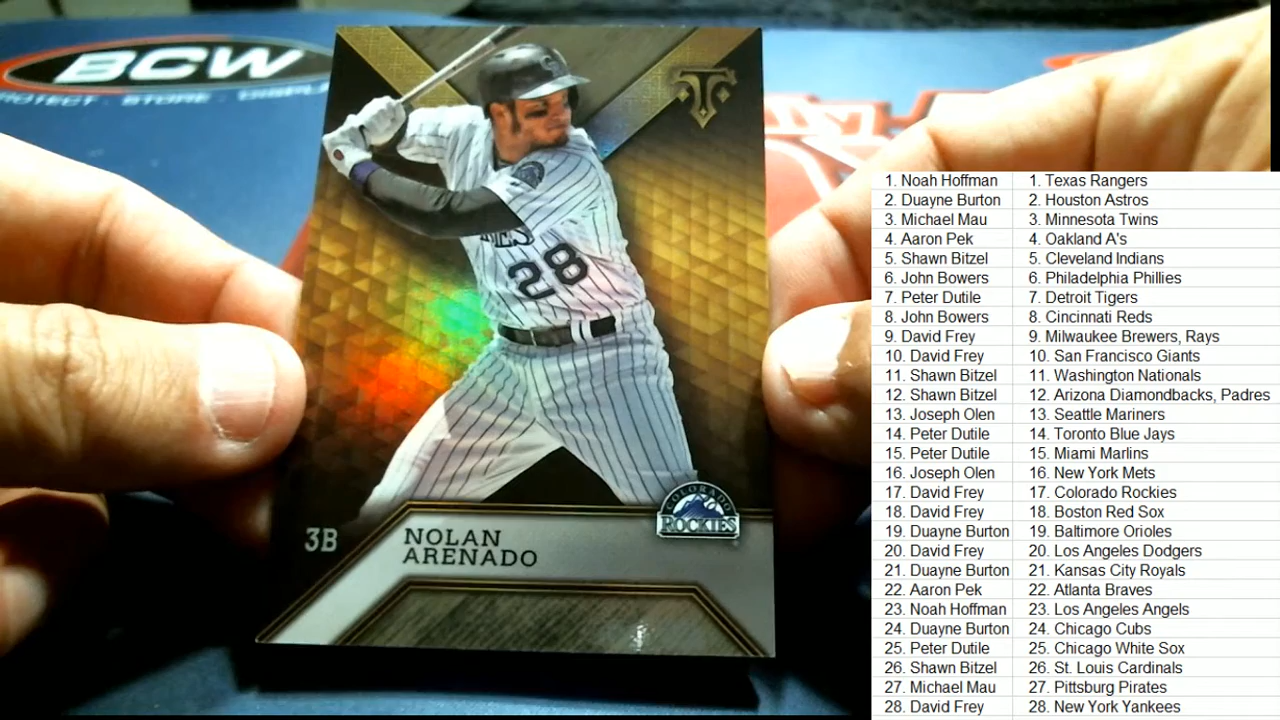 BCW
PROTECT · STORE · DISPLAY
T
28
3B
NOLAN
ARENADO
COLORADO
ROCKIES
1. Noah Hoffman 1. Texas Rangers
2. Duayne Burton 2. Houston Astros
3. Michael Mau 3. Minnesota Twins
4. Aaron Pek 4. Oakland A's
5. Shawn Bitzel 5. Cleveland Indians
6. John Bowers 6. Philadelphia Phillies
7. Peter Dutile 7. Detroit Tigers
8. John Bowers 8. Cincinnati Reds
9. David Frey 9. Milwaukee Brewers, Rays
10. David Frey 10. San Francisco Giants
11. Shawn Bitzel 11. Washington Nationals
12. Shawn Bitzel 12. Arizona Diamondbacks, Padres
13. Joseph Olen 13. Seattle Mariners
14. Peter Dutile 14. Toronto Blue Jays
15. Peter Dutile 15. Miami Marlins
16. Joseph Olen 16. New York Mets
17. David Frey 17. Colorado Rockies
18. David Frey 18. Boston Red Sox
19. Duayne Burton 19. Baltimore Orioles
20. David Frey 20. Los Angeles Dodgers
21. Duayne Burton 21. Kansas City Royals
22. Aaron Pek 22. Atlanta Braves
23. Noah Hoffman 23. Los Angeles Angels
24. Duayne Burton 24. Chicago Cubs
25. Peter Dutile 25. Chicago White Sox
26. Shawn Bitzel 26. St. Louis Cardinals
27. Michael Mau 27. Pittsburg Pirates
28. David Frey 28. New York Yankees